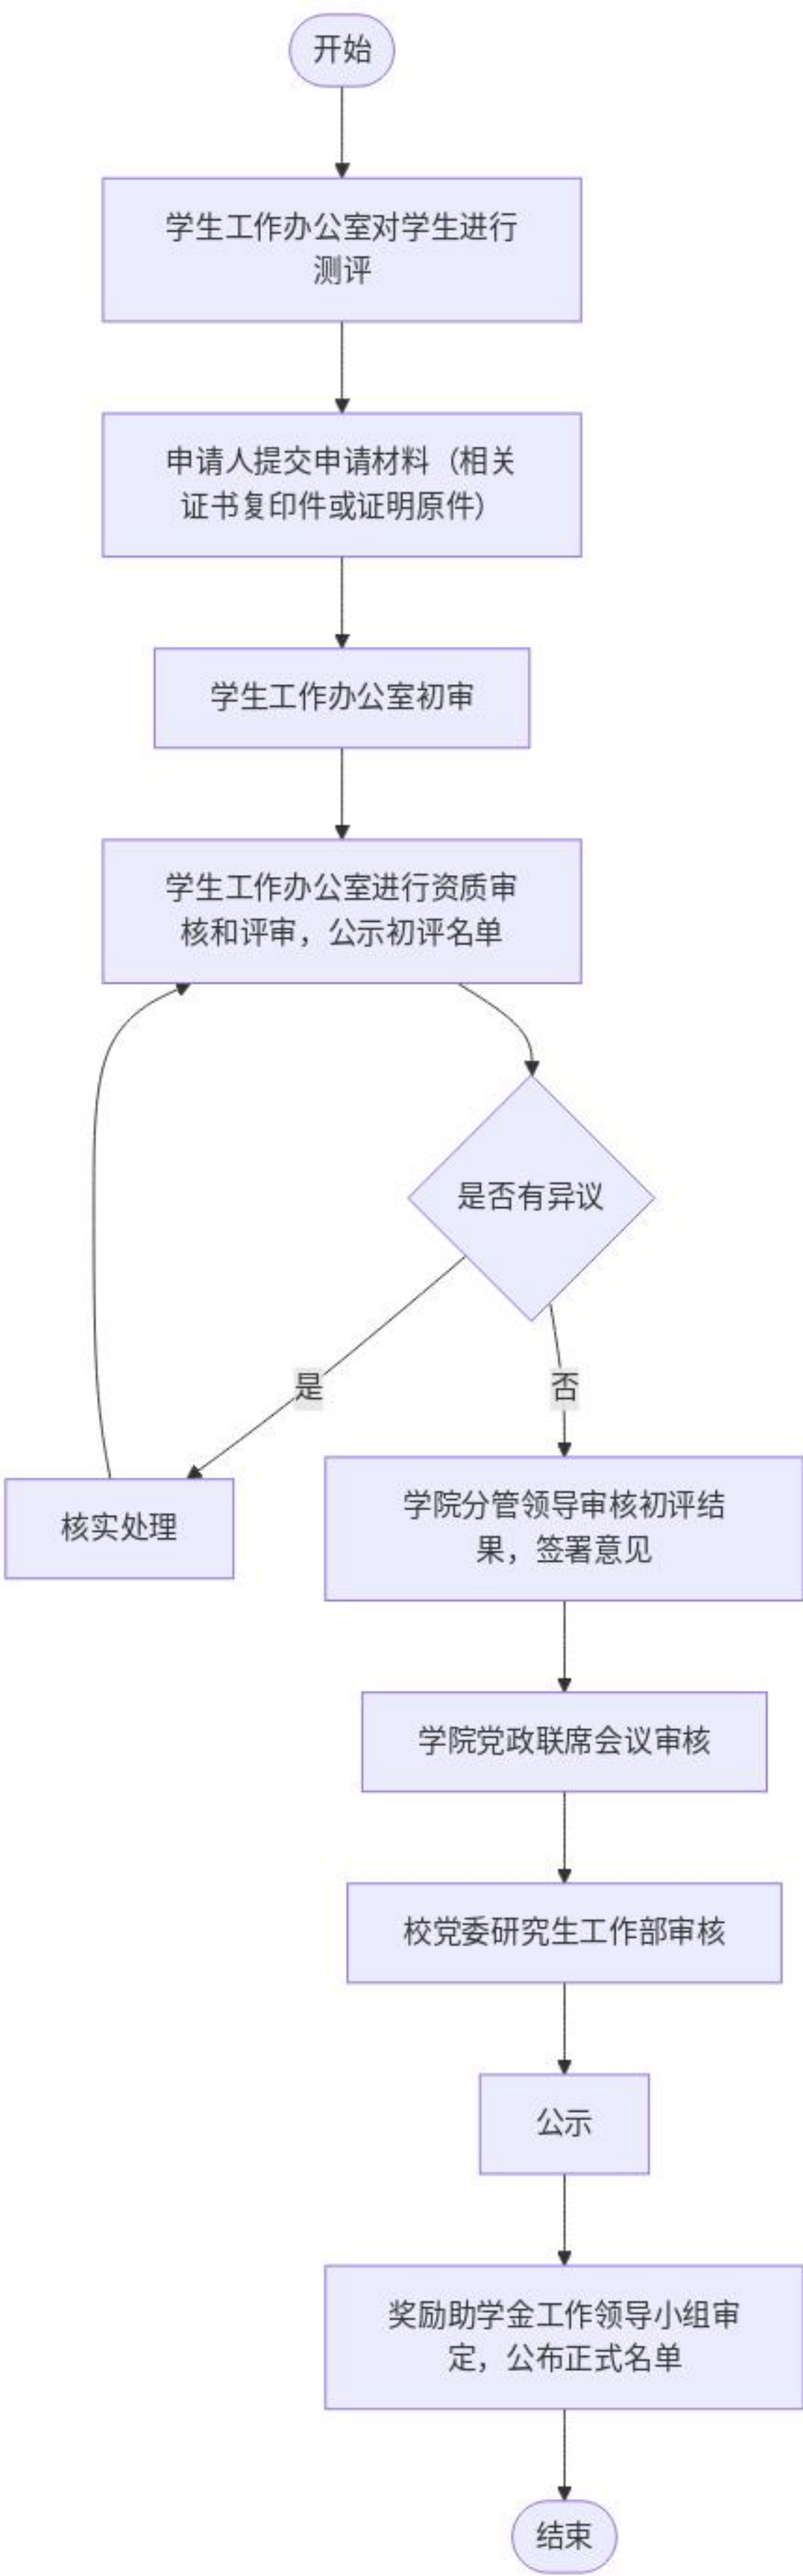 开始
学生工作办公室对学生进行
测评
申请人提交申请材料（相关
证书复印件或证明原件）
学生工作办公室初审
学生工作办公室进行资质审
核和评审，公示初评名单
是否有异议
是
否
核实处理
学院分管领导审核初评结
果，签署意见
学院党政联席会议审核
校党委研究生工作部审核
公示
奖励助学金工作领导小组审
定，公布正式名单
结束